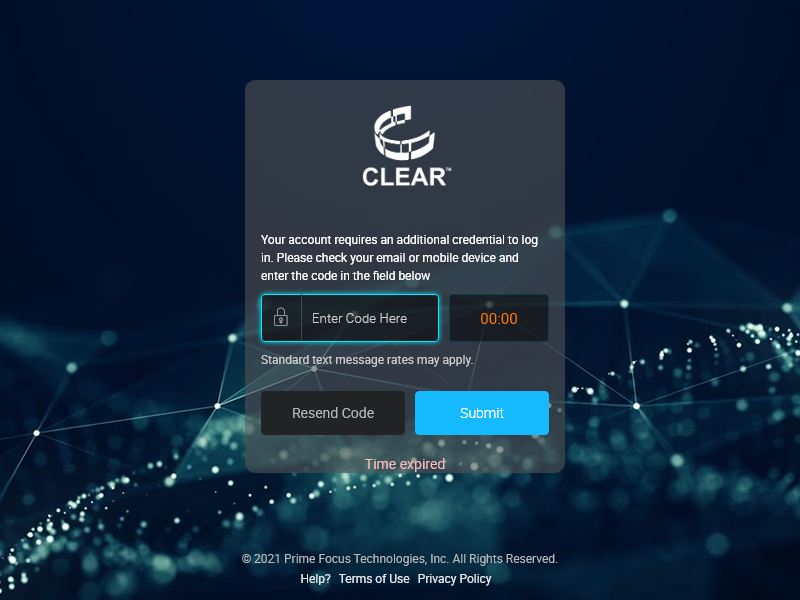 CLEAR™
Your account requires an additional credential to log
in. Please check your email or mobile device and
enter the code in the field below
Enter Code Here
00:00
Standard text message rates may apply.
Resend Code
Submit
Time expired
© 2021 Prime Focus Technologies, Inc. All Rights Reserved.
Help? Terms of Use Privacy Policy